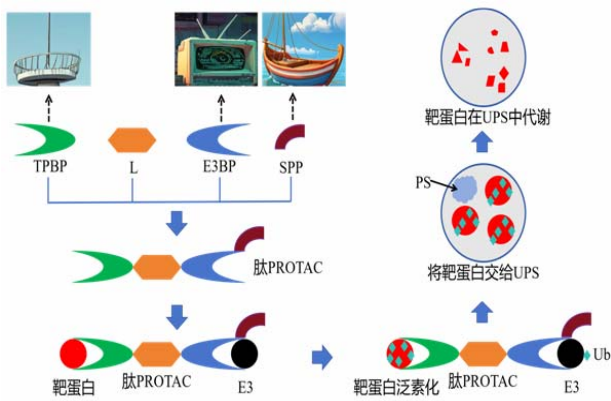 TPBP
L
E3BP
SPP
肽PROTAC
靶蛋白
肽PROTAC
E3
靶蛋白泛素化
肽PROTAC
E3
Ub
PS
将靶蛋白交给UPS
靶蛋白在UPS中代谢